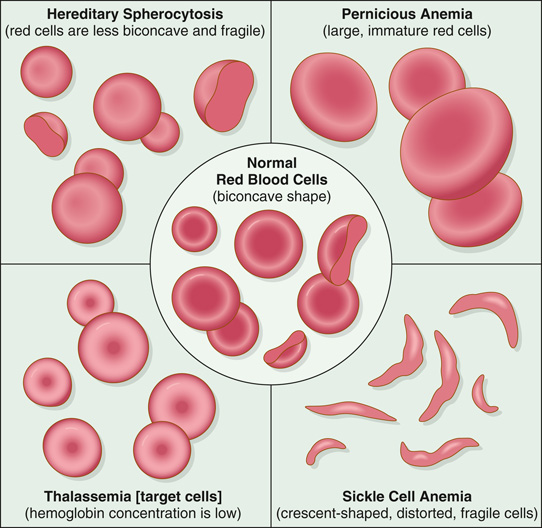 Hereditary Spherocytosis
(red cells are less biconcave and fragile)
Pernicious Anemia
(large, immature red cells)
Normal
Red Blood Cells
(biconcave shape)
Thalassemia [target cells]
(hemoglobin concentration is low)
Sickle Cell Anemia
(crescent-shaped, distorted, fragile cells)